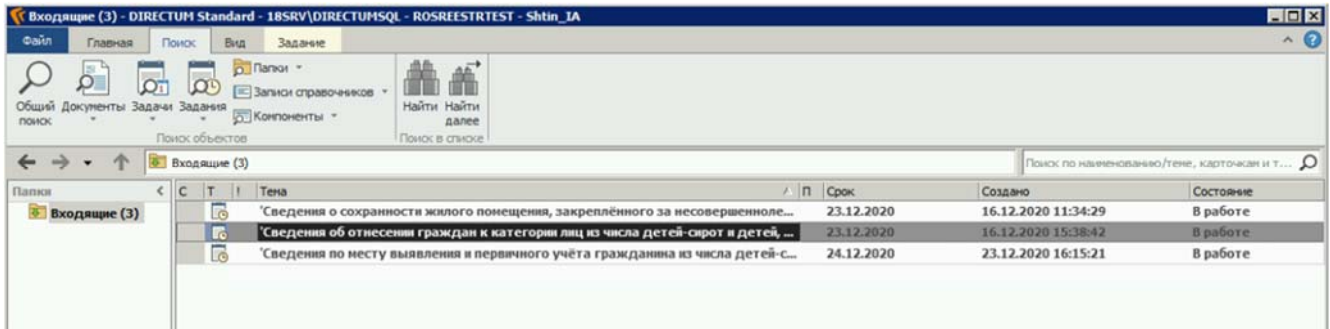 Входящие (3) - DIRECTUM Standard - 18SRV\DIRECTUMSQL - ROSREESTRTEST - Shtin_IA
Файл Главная Поиск Вид Задание
Общий поиск Документы Задачи Задания
Папки
Записи справочников
Компоненты
Найти Найти далее
Поиск объектов Поиск в списке
Входящие (3) Поиск по наименованию/теме, карточкам и т...
Папки С Т ! Тема П Срок Создано Состояние
Входящие (3)
'Сведения о сохранности жилого помещения, закреплённого за несовершенноле... 23.12.2020 16.12.2020 11:34:29 В работе
'Сведения об отнесении граждан к категории лиц из числа детей-сирот и детей, ... 23.12.2020 16.12.2020 15:38:42 В работе
'Сведения по месту выявления и первичного учёта гражданина из числа детей-с... 24.12.2020 23.12.2020 16:15:21 В работе